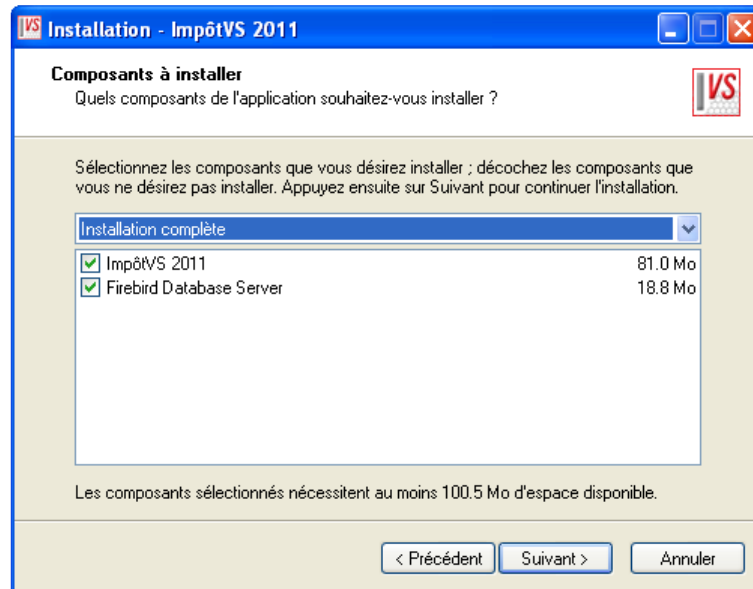 VS Installation - ImpôtVS 2011
Composants à installer
Quels composants de l'application souhaitez-vous installer ?
VS
Sélectionnez les composants que vous désirez installer ; décochez les composants que
vous ne désirez pas installer. Appuyez ensuite sur Suivant pour continuer l'installation.
Installation complète
ImpôtVS 2011 81.0 Mo
Firebird Database Server 18.8 Mo
Les composants sélectionnés nécessitent au moins 100.5 Mo d'espace disponible.
< Précédent Suivant > Annuler